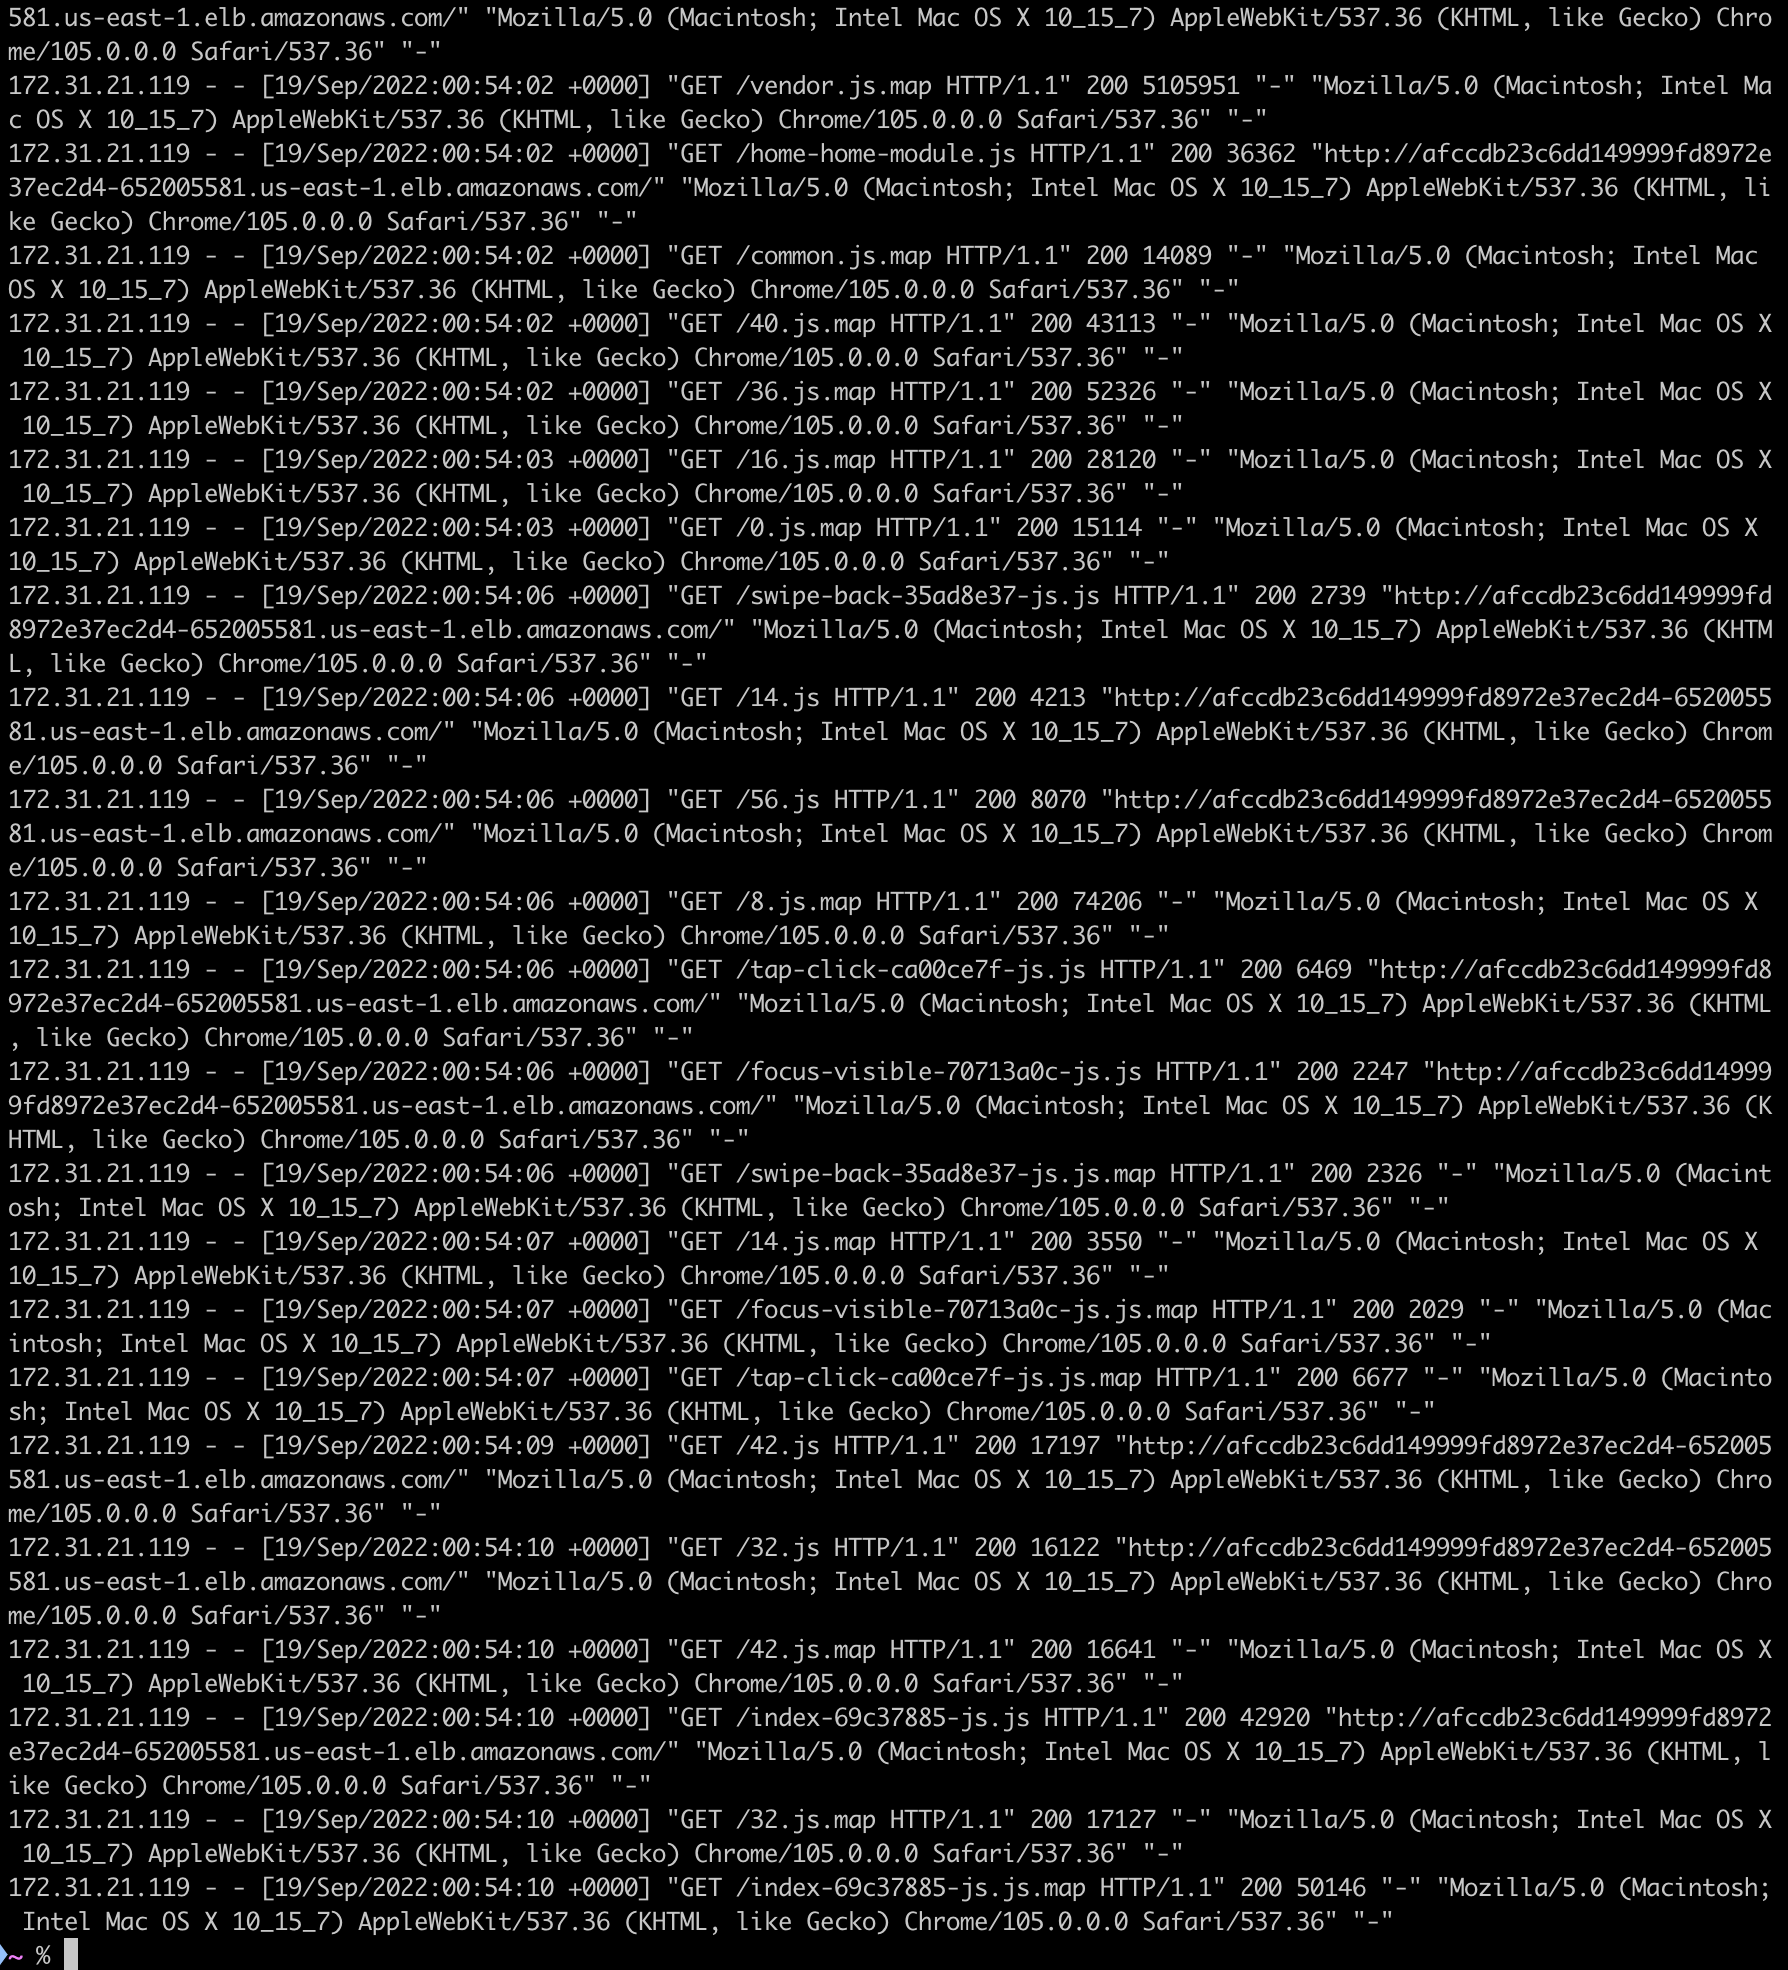 581.us-east-1.elb.amazonaws.com/" "Mozilla/5.0 (Macintosh; Intel Mac OS X 10_15_7) AppleWebKit/537.36 (KHTML, like Gecko) Chro
me/105.0.0.0 Safari/537.36" "-"
172.31.21.119 - - [19/Sep/2022:00:54:02 +0000] "GET /vendor.js.map HTTP/1.1" 200 5105951 "-" "Mozilla/5.0 (Macintosh; Intel Ma
c OS X 10_15_7) AppleWebKit/537.36 (KHTML, like Gecko) Chrome/105.0.0.0 Safari/537.36" "-"
172.31.21.119 - - [19/Sep/2022:00:54:02 +0000] "GET /home-home-module.js HTTP/1.1" 200 36362 "http://afccdb23c6dd149999fd8972e
37ec2d4-652005581.us-east-1.elb.amazonaws.com/" "Mozilla/5.0 (Macintosh; Intel Mac OS X 10_15_7) AppleWebKit/537.36 (KHTML, li
ke Gecko) Chrome/105.0.0.0 Safari/537.36" "-"
172.31.21.119 - - [19/Sep/2022:00:54:02 +0000] "GET /common.js.map HTTP/1.1" 200 14089 "-" "Mozilla/5.0 (Macintosh; Intel Mac
OS X 10_15_7) AppleWebKit/537.36 (KHTML, like Gecko) Chrome/105.0.0.0 Safari/537.36" "-"
172.31.21.119 - - [19/Sep/2022:00:54:02 +0000] "GET /40.js.map HTTP/1.1" 200 43113 "-" "Mozilla/5.0 (Macintosh; Intel Mac OS X
 10_15_7) AppleWebKit/537.36 (KHTML, like Gecko) Chrome/105.0.0.0 Safari/537.36" "-"
172.31.21.119 - - [19/Sep/2022:00:54:02 +0000] "GET /36.js.map HTTP/1.1" 200 52326 "-" "Mozilla/5.0 (Macintosh; Intel Mac OS X
 10_15_7) AppleWebKit/537.36 (KHTML, like Gecko) Chrome/105.0.0.0 Safari/537.36" "-"
172.31.21.119 - - [19/Sep/2022:00:54:03 +0000] "GET /16.js.map HTTP/1.1" 200 28120 "-" "Mozilla/5.0 (Macintosh; Intel Mac OS X
 10_15_7) AppleWebKit/537.36 (KHTML, like Gecko) Chrome/105.0.0.0 Safari/537.36" "-"
172.31.21.119 - - [19/Sep/2022:00:54:03 +0000] "GET /0.js.map HTTP/1.1" 200 15114 "-" "Mozilla/5.0 (Macintosh; Intel Mac OS X
10_15_7) AppleWebKit/537.36 (KHTML, like Gecko) Chrome/105.0.0.0 Safari/537.36" "-"
172.31.21.119 - - [19/Sep/2022:00:54:06 +0000] "GET /swipe-back-35ad8e37-js.js HTTP/1.1" 200 2739 "http://afccdb23c6dd149999fd
8972e37ec2d4-652005581.us-east-1.elb.amazonaws.com/" "Mozilla/5.0 (Macintosh; Intel Mac OS X 10_15_7) AppleWebKit/537.36 (KHTM
L, like Gecko) Chrome/105.0.0.0 Safari/537.36" "-"
172.31.21.119 - - [19/Sep/2022:00:54:06 +0000] "GET /14.js HTTP/1.1" 200 4213 "http://afccdb23c6dd149999fd8972e37ec2d4-6520055
81.us-east-1.elb.amazonaws.com/" "Mozilla/5.0 (Macintosh; Intel Mac OS X 10_15_7) AppleWebKit/537.36 (KHTML, like Gecko) Chrom
e/105.0.0.0 Safari/537.36" "-"
172.31.21.119 - - [19/Sep/2022:00:54:06 +0000] "GET /56.js HTTP/1.1" 200 8070 "http://afccdb23c6dd149999fd8972e37ec2d4-6520055
81.us-east-1.elb.amazonaws.com/" "Mozilla/5.0 (Macintosh; Intel Mac OS X 10_15_7) AppleWebKit/537.36 (KHTML, like Gecko) Chrom
e/105.0.0.0 Safari/537.36" "-"
172.31.21.119 - - [19/Sep/2022:00:54:06 +0000] "GET /8.js.map HTTP/1.1" 200 74206 "-" "Mozilla/5.0 (Macintosh; Intel Mac OS X
10_15_7) AppleWebKit/537.36 (KHTML, like Gecko) Chrome/105.0.0.0 Safari/537.36" "-"
172.31.21.119 - - [19/Sep/2022:00:54:06 +0000] "GET /tap-click-ca00ce7f-js.js HTTP/1.1" 200 6469 "http://afccdb23c6dd149999fd8
972e37ec2d4-652005581.us-east-1.elb.amazonaws.com/" "Mozilla/5.0 (Macintosh; Intel Mac OS X 10_15_7) AppleWebKit/537.36 (KHTML
, like Gecko) Chrome/105.0.0.0 Safari/537.36" "-"
172.31.21.119 - - [19/Sep/2022:00:54:06 +0000] "GET /focus-visible-70713a0c-js.js HTTP/1.1" 200 2247 "http://afccdb23c6dd14999
9fd8972e37ec2d4-652005581.us-east-1.elb.amazonaws.com/" "Mozilla/5.0 (Macintosh; Intel Mac OS X 10_15_7) AppleWebKit/537.36 (K
HTML, like Gecko) Chrome/105.0.0.0 Safari/537.36" "-"
172.31.21.119 - - [19/Sep/2022:00:54:06 +0000] "GET /swipe-back-35ad8e37-js.js.map HTTP/1.1" 200 2326 "-" "Mozilla/5.0 (Macint
osh; Intel Mac OS X 10_15_7) AppleWebKit/537.36 (KHTML, like Gecko) Chrome/105.0.0.0 Safari/537.36" "-"
172.31.21.119 - - [19/Sep/2022:00:54:07 +0000] "GET /14.js.map HTTP/1.1" 200 3550 "-" "Mozilla/5.0 (Macintosh; Intel Mac OS X
10_15_7) AppleWebKit/537.36 (KHTML, like Gecko) Chrome/105.0.0.0 Safari/537.36" "-"
172.31.21.119 - - [19/Sep/2022:00:54:07 +0000] "GET /focus-visible-70713a0c-js.js.map HTTP/1.1" 200 2029 "-" "Mozilla/5.0 (Mac
intosh; Intel Mac OS X 10_15_7) AppleWebKit/537.36 (KHTML, like Gecko) Chrome/105.0.0.0 Safari/537.36" "-"
172.31.21.119 - - [19/Sep/2022:00:54:07 +0000] "GET /tap-click-ca00ce7f-js.js.map HTTP/1.1" 200 6677 "-" "Mozilla/5.0 (Macinto
sh; Intel Mac OS X 10_15_7) AppleWebKit/537.36 (KHTML, like Gecko) Chrome/105.0.0.0 Safari/537.36" "-"
172.31.21.119 - - [19/Sep/2022:00:54:09 +0000] "GET /42.js HTTP/1.1" 200 17197 "http://afccdb23c6dd149999fd8972e37ec2d4-652005
581.us-east-1.elb.amazonaws.com/" "Mozilla/5.0 (Macintosh; Intel Mac OS X 10_15_7) AppleWebKit/537.36 (KHTML, like Gecko) Chro
me/105.0.0.0 Safari/537.36" "-"
172.31.21.119 - - [19/Sep/2022:00:54:10 +0000] "GET /32.js HTTP/1.1" 200 16122 "http://afccdb23c6dd149999fd8972e37ec2d4-652005
581.us-east-1.elb.amazonaws.com/" "Mozilla/5.0 (Macintosh; Intel Mac OS X 10_15_7) AppleWebKit/537.36 (KHTML, like Gecko) Chro
me/105.0.0.0 Safari/537.36" "-"
172.31.21.119 - - [19/Sep/2022:00:54:10 +0000] "GET /42.js.map HTTP/1.1" 200 16641 "-" "Mozilla/5.0 (Macintosh; Intel Mac OS X
 10_15_7) AppleWebKit/537.36 (KHTML, like Gecko) Chrome/105.0.0.0 Safari/537.36" "-"
172.31.21.119 - - [19/Sep/2022:00:54:10 +0000] "GET /index-69c37885-js.js HTTP/1.1" 200 42920 "http://afccdb23c6dd149999fd8972
e37ec2d4-652005581.us-east-1.elb.amazonaws.com/" "Mozilla/5.0 (Macintosh; Intel Mac OS X 10_15_7) AppleWebKit/537.36 (KHTML, l
ike Gecko) Chrome/105.0.0.0 Safari/537.36" "-"
172.31.21.119 - - [19/Sep/2022:00:54:10 +0000] "GET /32.js.map HTTP/1.1" 200 17127 "-" "Mozilla/5.0 (Macintosh; Intel Mac OS X
 10_15_7) AppleWebKit/537.36 (KHTML, like Gecko) Chrome/105.0.0.0 Safari/537.36" "-"
172.31.21.119 - - [19/Sep/2022:00:54:10 +0000] "GET /index-69c37885-js.js.map HTTP/1.1" 200 50146 "-" "Mozilla/5.0 (Macintosh;
 Intel Mac OS X 10_15_7) AppleWebKit/537.36 (KHTML, like Gecko) Chrome/105.0.0.0 Safari/537.36" "-"
~ %